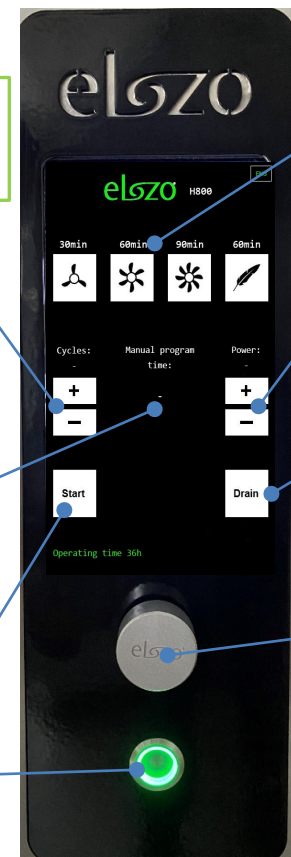 elozo
elozo H800
30min 60min 90min 60min
Cycles: Manual program Power:
- time: -
+ - +
− −
Start Drain
Operating time 36h
elozo